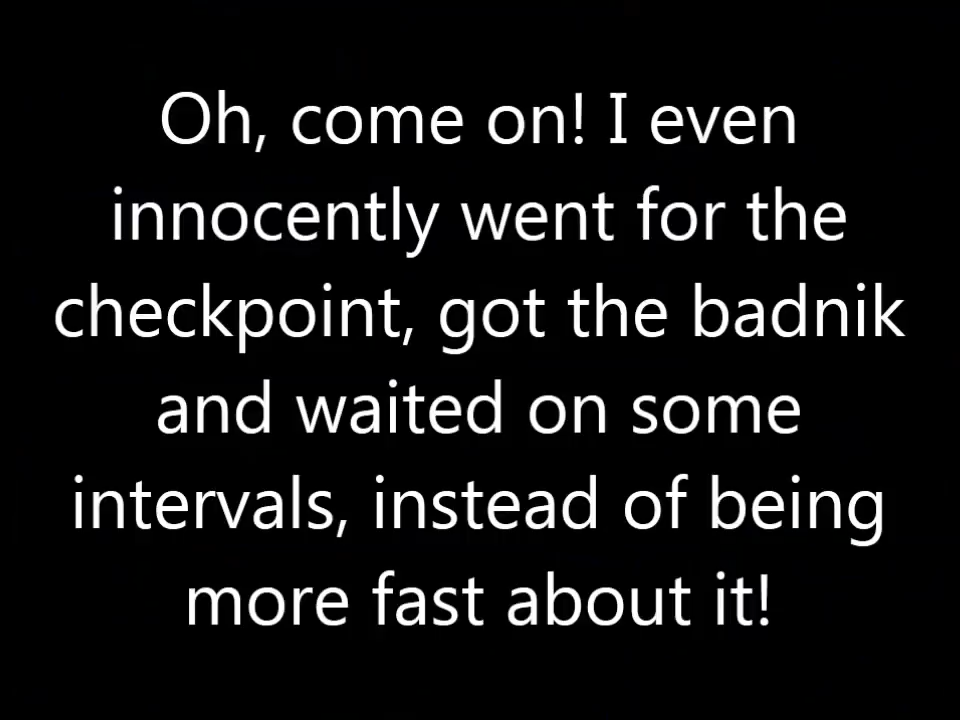 Oh, come on! I even
innocently went for the
checkpoint, got the badnik
and waited on some
intervals, instead of being
more fast about it!